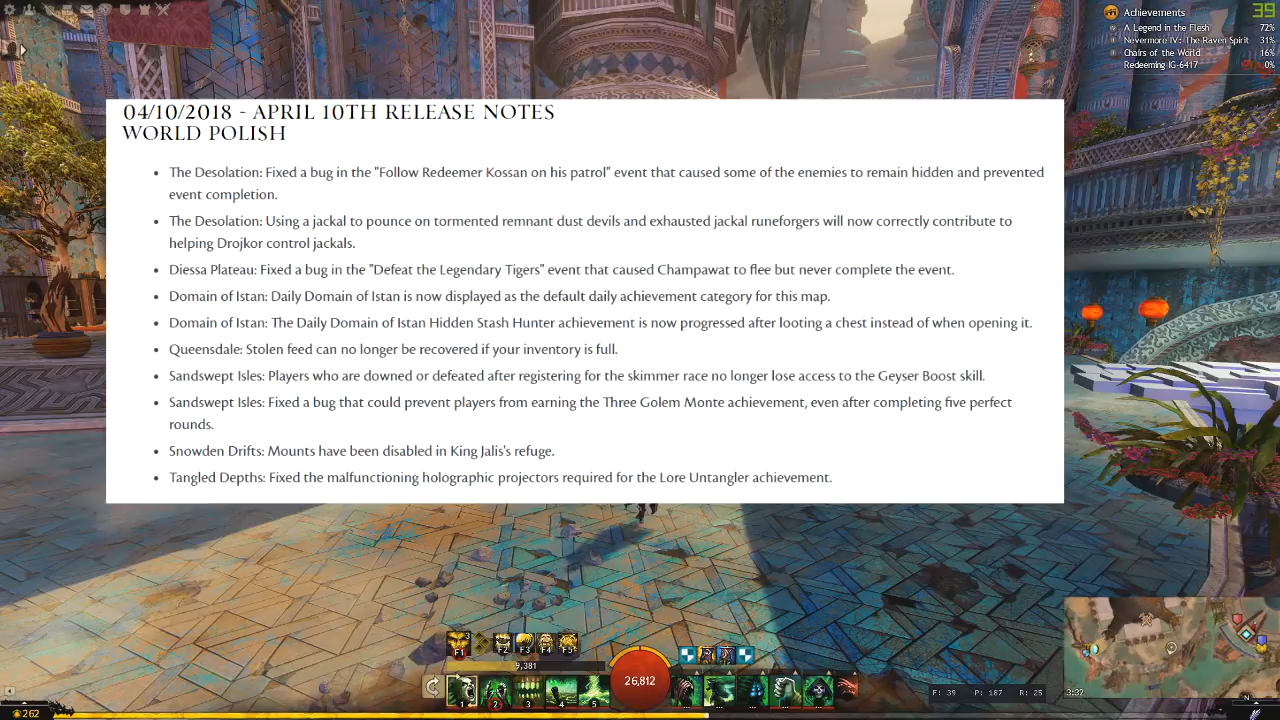 39
Achievements
A Legend in the Flesh 72%
Nevermore IV: The Raven Spirit 31%
Chairs of the World 16%
Redeeming IG-6417 0%
04/10/2018 - APRIL 10TH RELEASE NOTES
WORLD POLISH
• The Desolation: Fixed a bug in the "Follow Redeemer Kossan on his patrol" event that caused some of the enemies to remain hidden and prevented
event completion.
• The Desolation: Using a jackal to pounce on tormented remnant dust devils and exhausted jackal runeforgers will now correctly contribute to
helping Drojkor control jackals.
• Diessa Plateau: Fixed a bug in the "Defeat the Legendary Tigers" event that caused Champawat to flee but never complete the event.
• Domain of Istan: Daily Domain of Istan is now displayed as the default daily achievement category for this map.
• Domain of Istan: The Daily Domain of Istan Hidden Stash Hunter achievement is now progressed after looting a chest instead of when opening it.
• Queensdale: Stolen feed can no longer be recovered if your inventory is full.
• Sandswept Isles: Players who are downed or defeated after registering for the skimmer race no longer lose access to the Geyser Boost skill.
• Sandswept Isles: Fixed a bug that could prevent players from earning the Three Golem Monte achievement, even after completing five perfect
rounds.
• Snowden Drifts: Mounts have been disabled in King Jalis's refuge.
• Tangled Depths: Fixed the malfunctioning holographic projectors required for the Lore Untangler achievement.
3
F1 F2 F3 F4 F5
9,381
26,812
1 2 3 4 5
F: 39 P: 187 R: 25
3:32
N
262